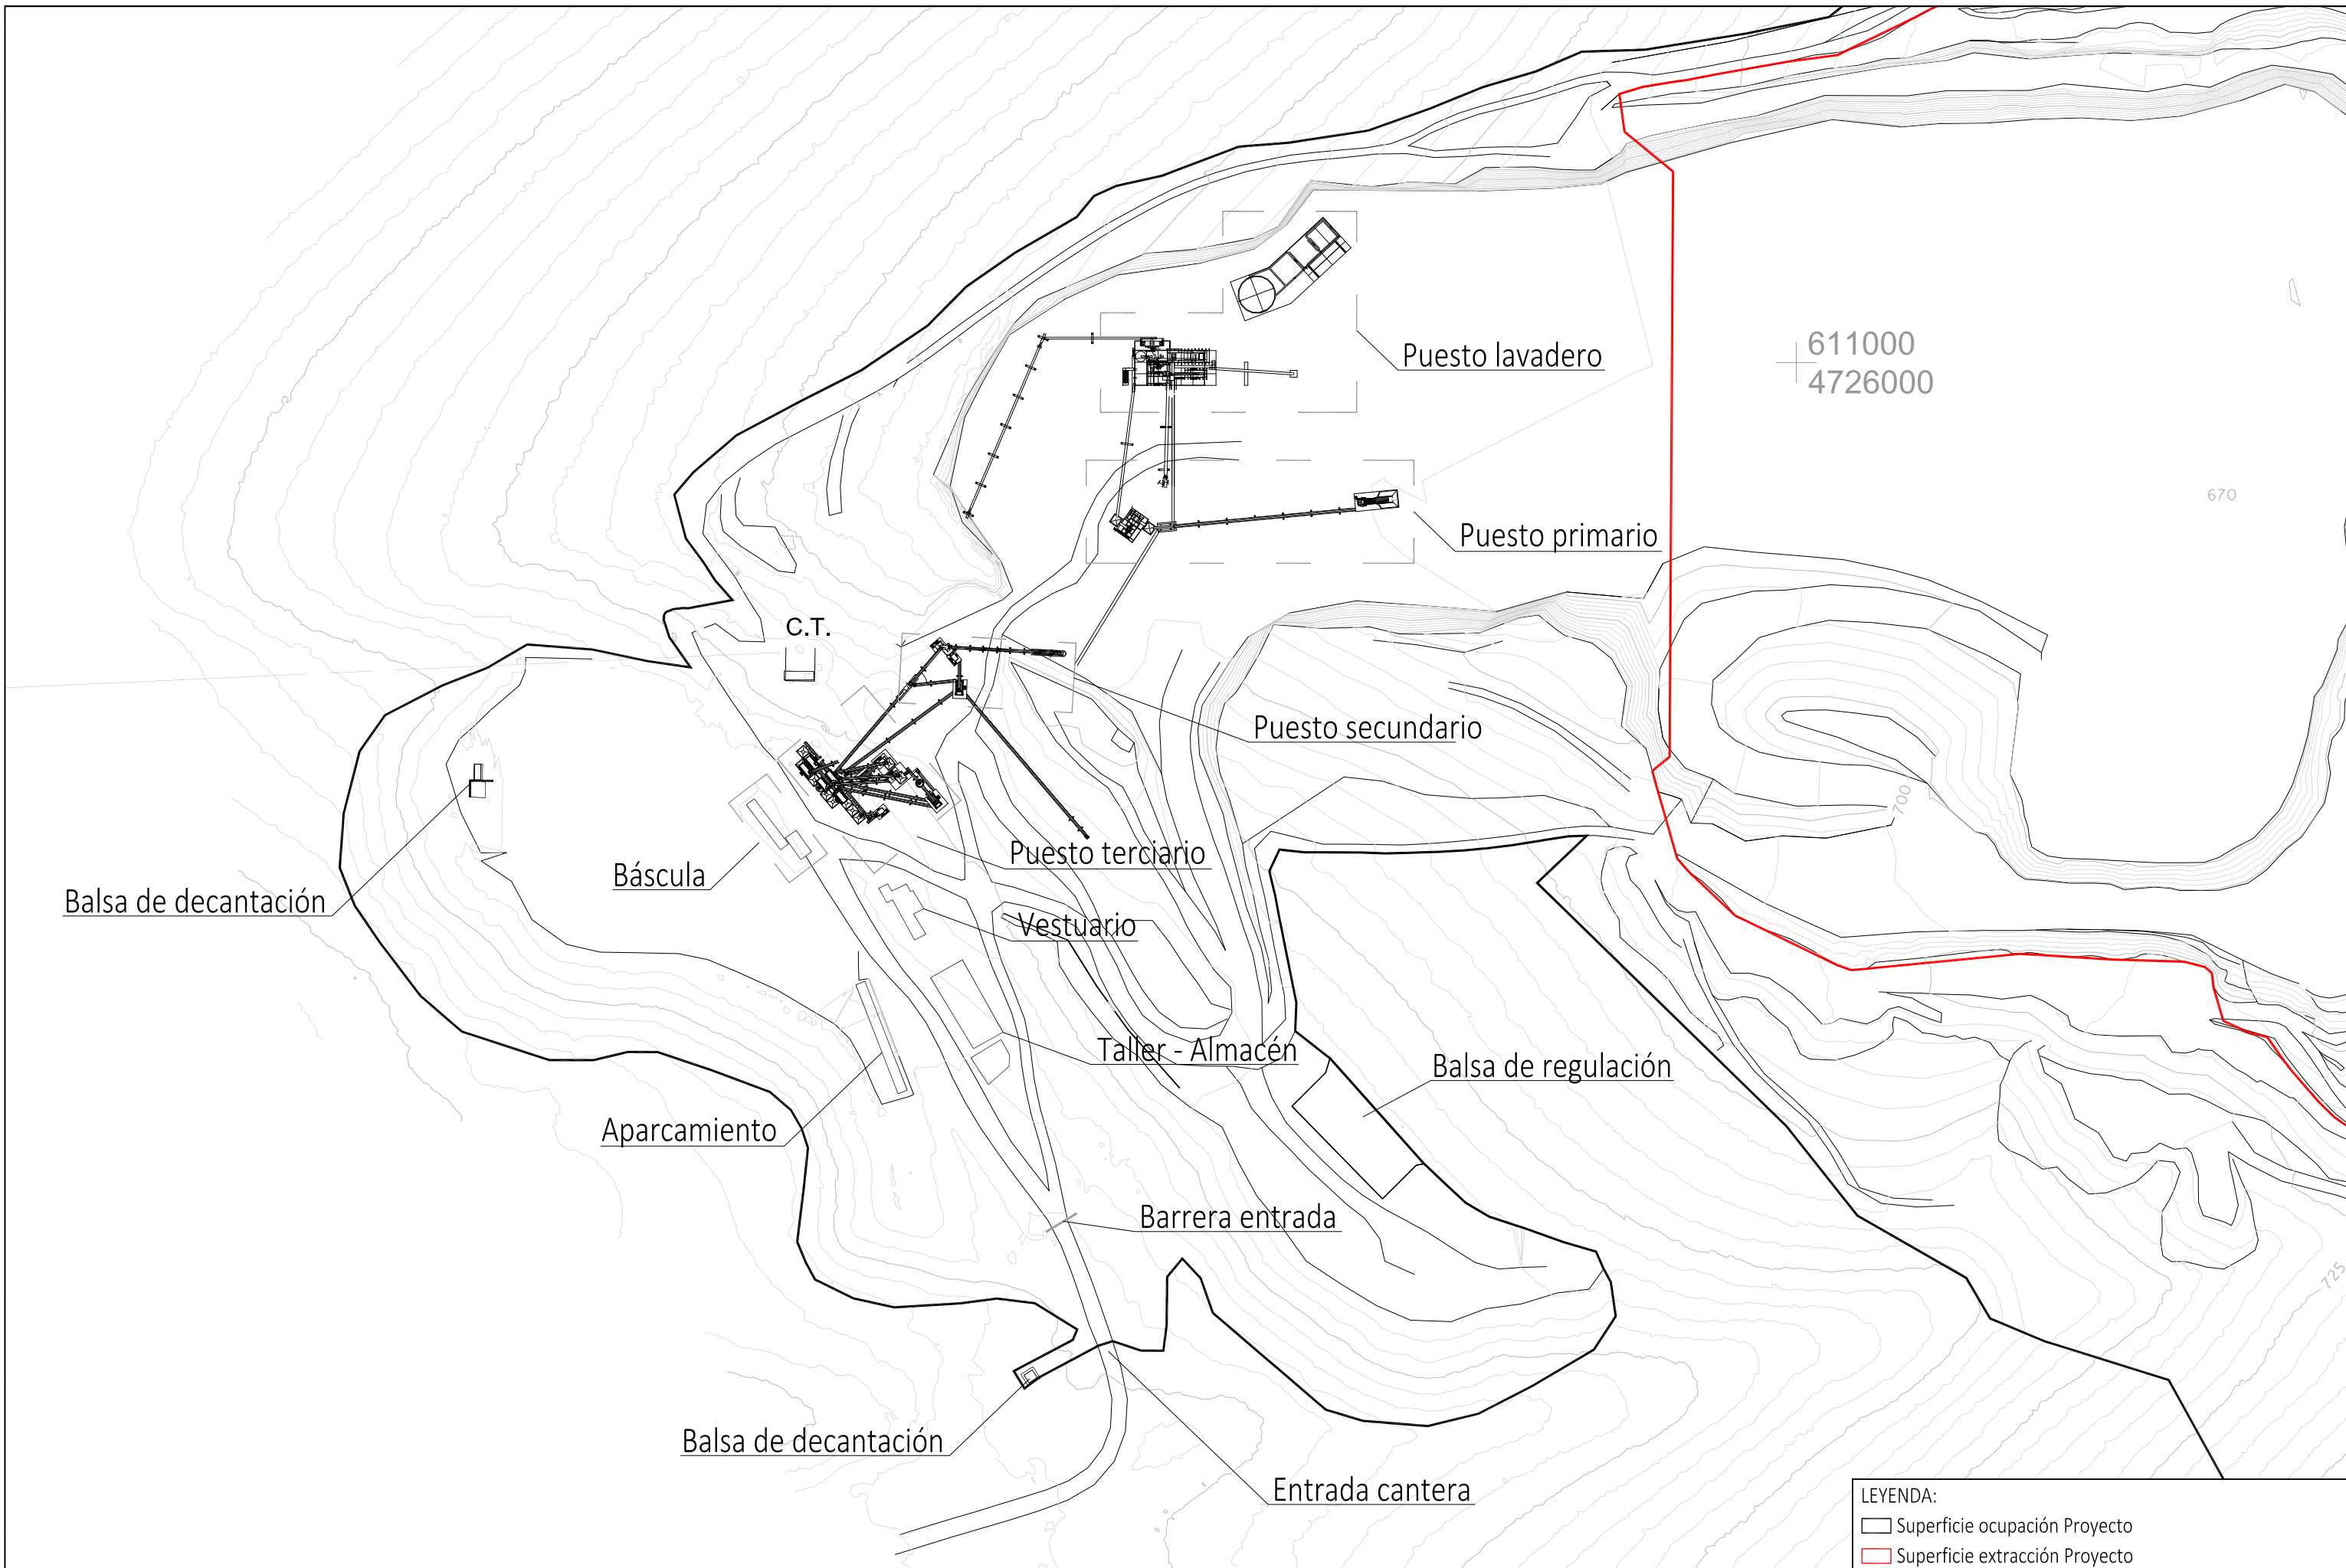 Puesto lavadero
611000
4726000
670
Puesto primario
C.T.
Puesto secundario
700
Puesto terciario
Báscula
Balsa de decantación
Vestuario
Taller - Almacén
Balsa de regulación
Aparcamiento
Barrera entrada
725
Balsa de decantación
Entrada cantera
LEYENDA:
Superficie ocupación Proyecto
Superficie extracción Proyecto